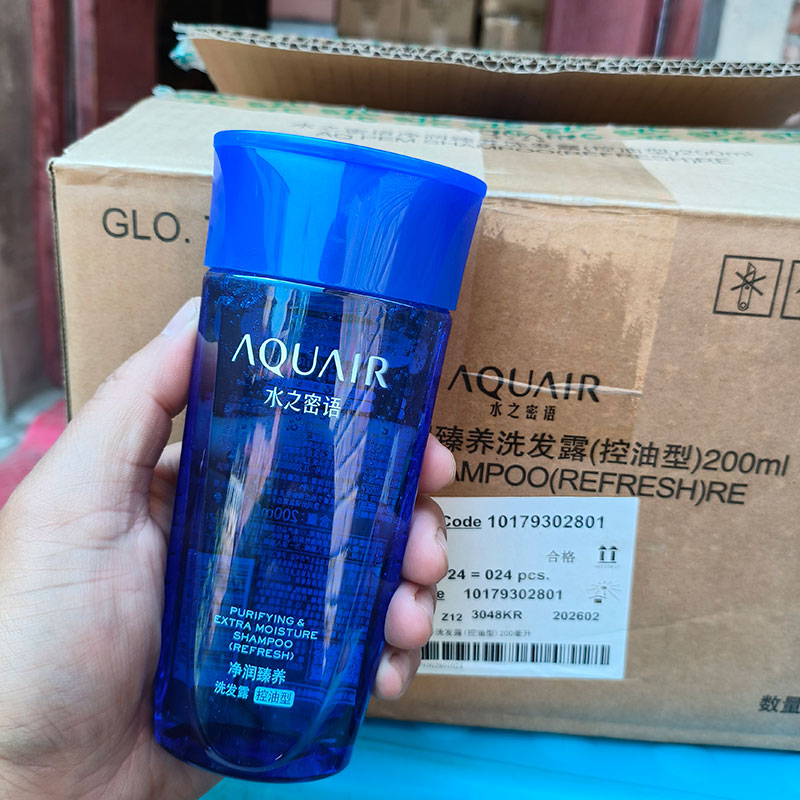 GLO.
AQUAIR
水之密语
PURIFYING &
EXTRA MOISTURE
SHAMPOO
(REFRESH)
净润臻养
洗发露 控油型
AQUAIR
水之密语
臻养洗发露(控油型)200ml
AMPOO(REFRESH)RE
Code 10179302801
合格
24 = 024 pcs.
e 10179302801
Z12 3048KR 202602
洗发露(控油型)200毫升
数量